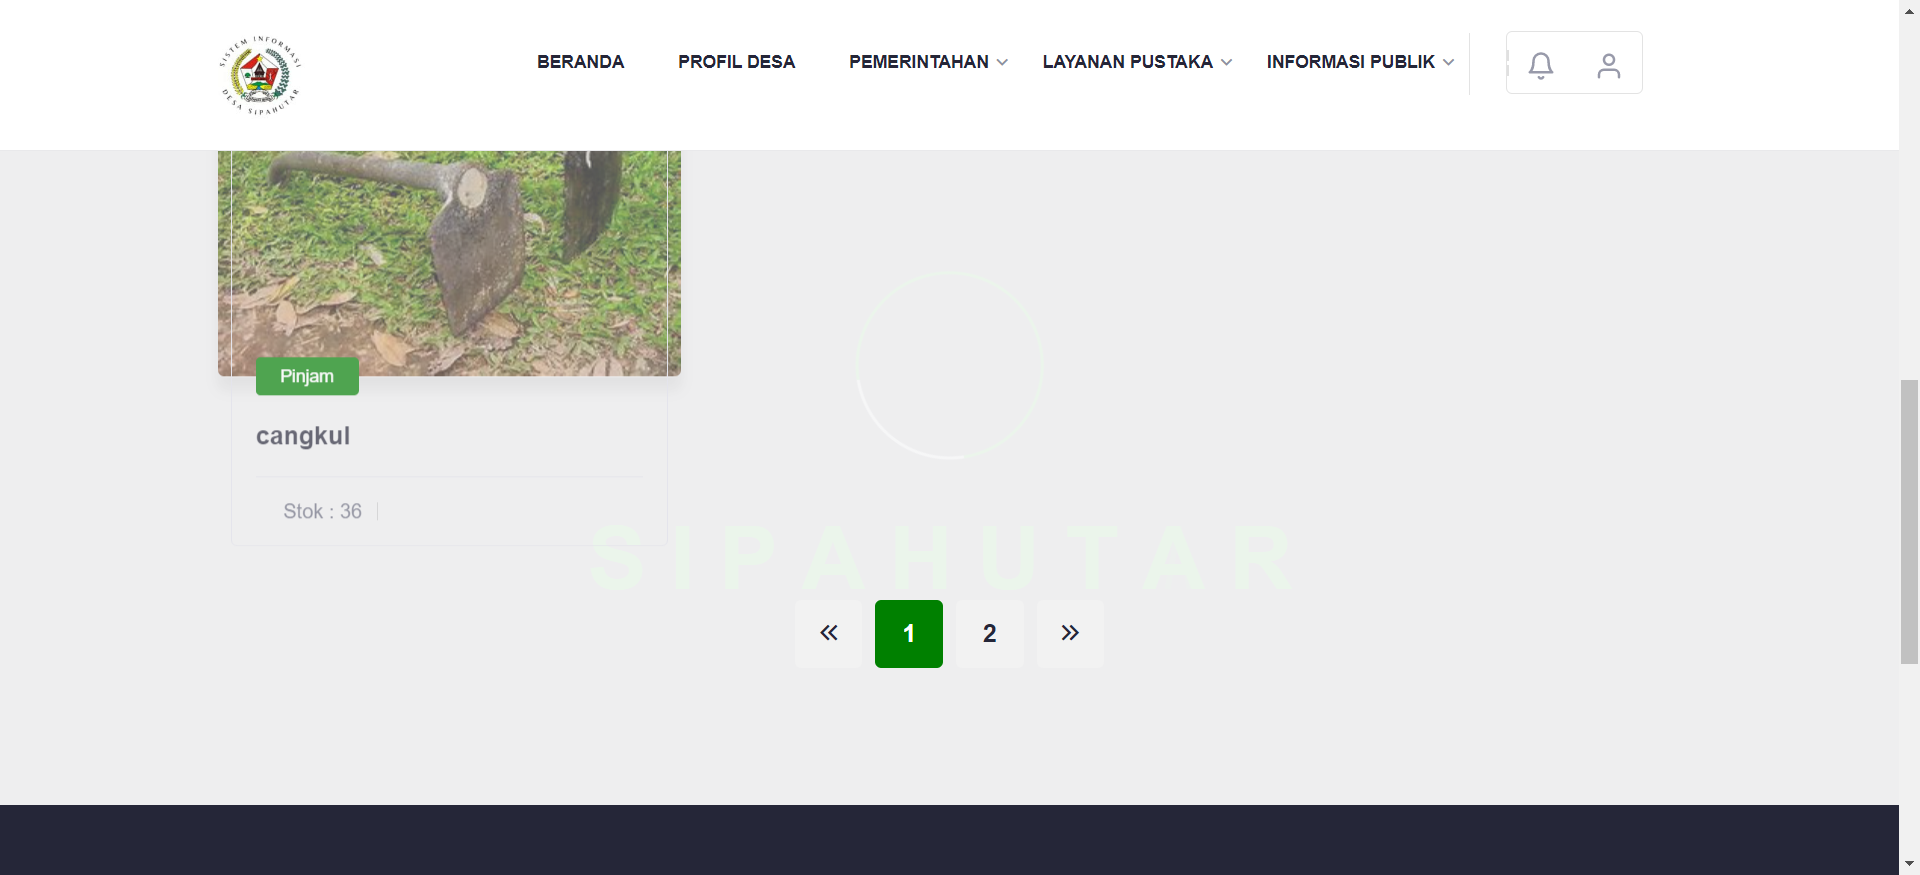 SISTEM INFORMASI
DESA SIPAHUTAR
BERANDA
PROFIL DESA
PEMERINTAHAN
LAYANAN PUSTAKA
INFORMASI PUBLIK
Pinjam
cangkul
Stok : 36
SIPAHUTAR
« 1 2 »